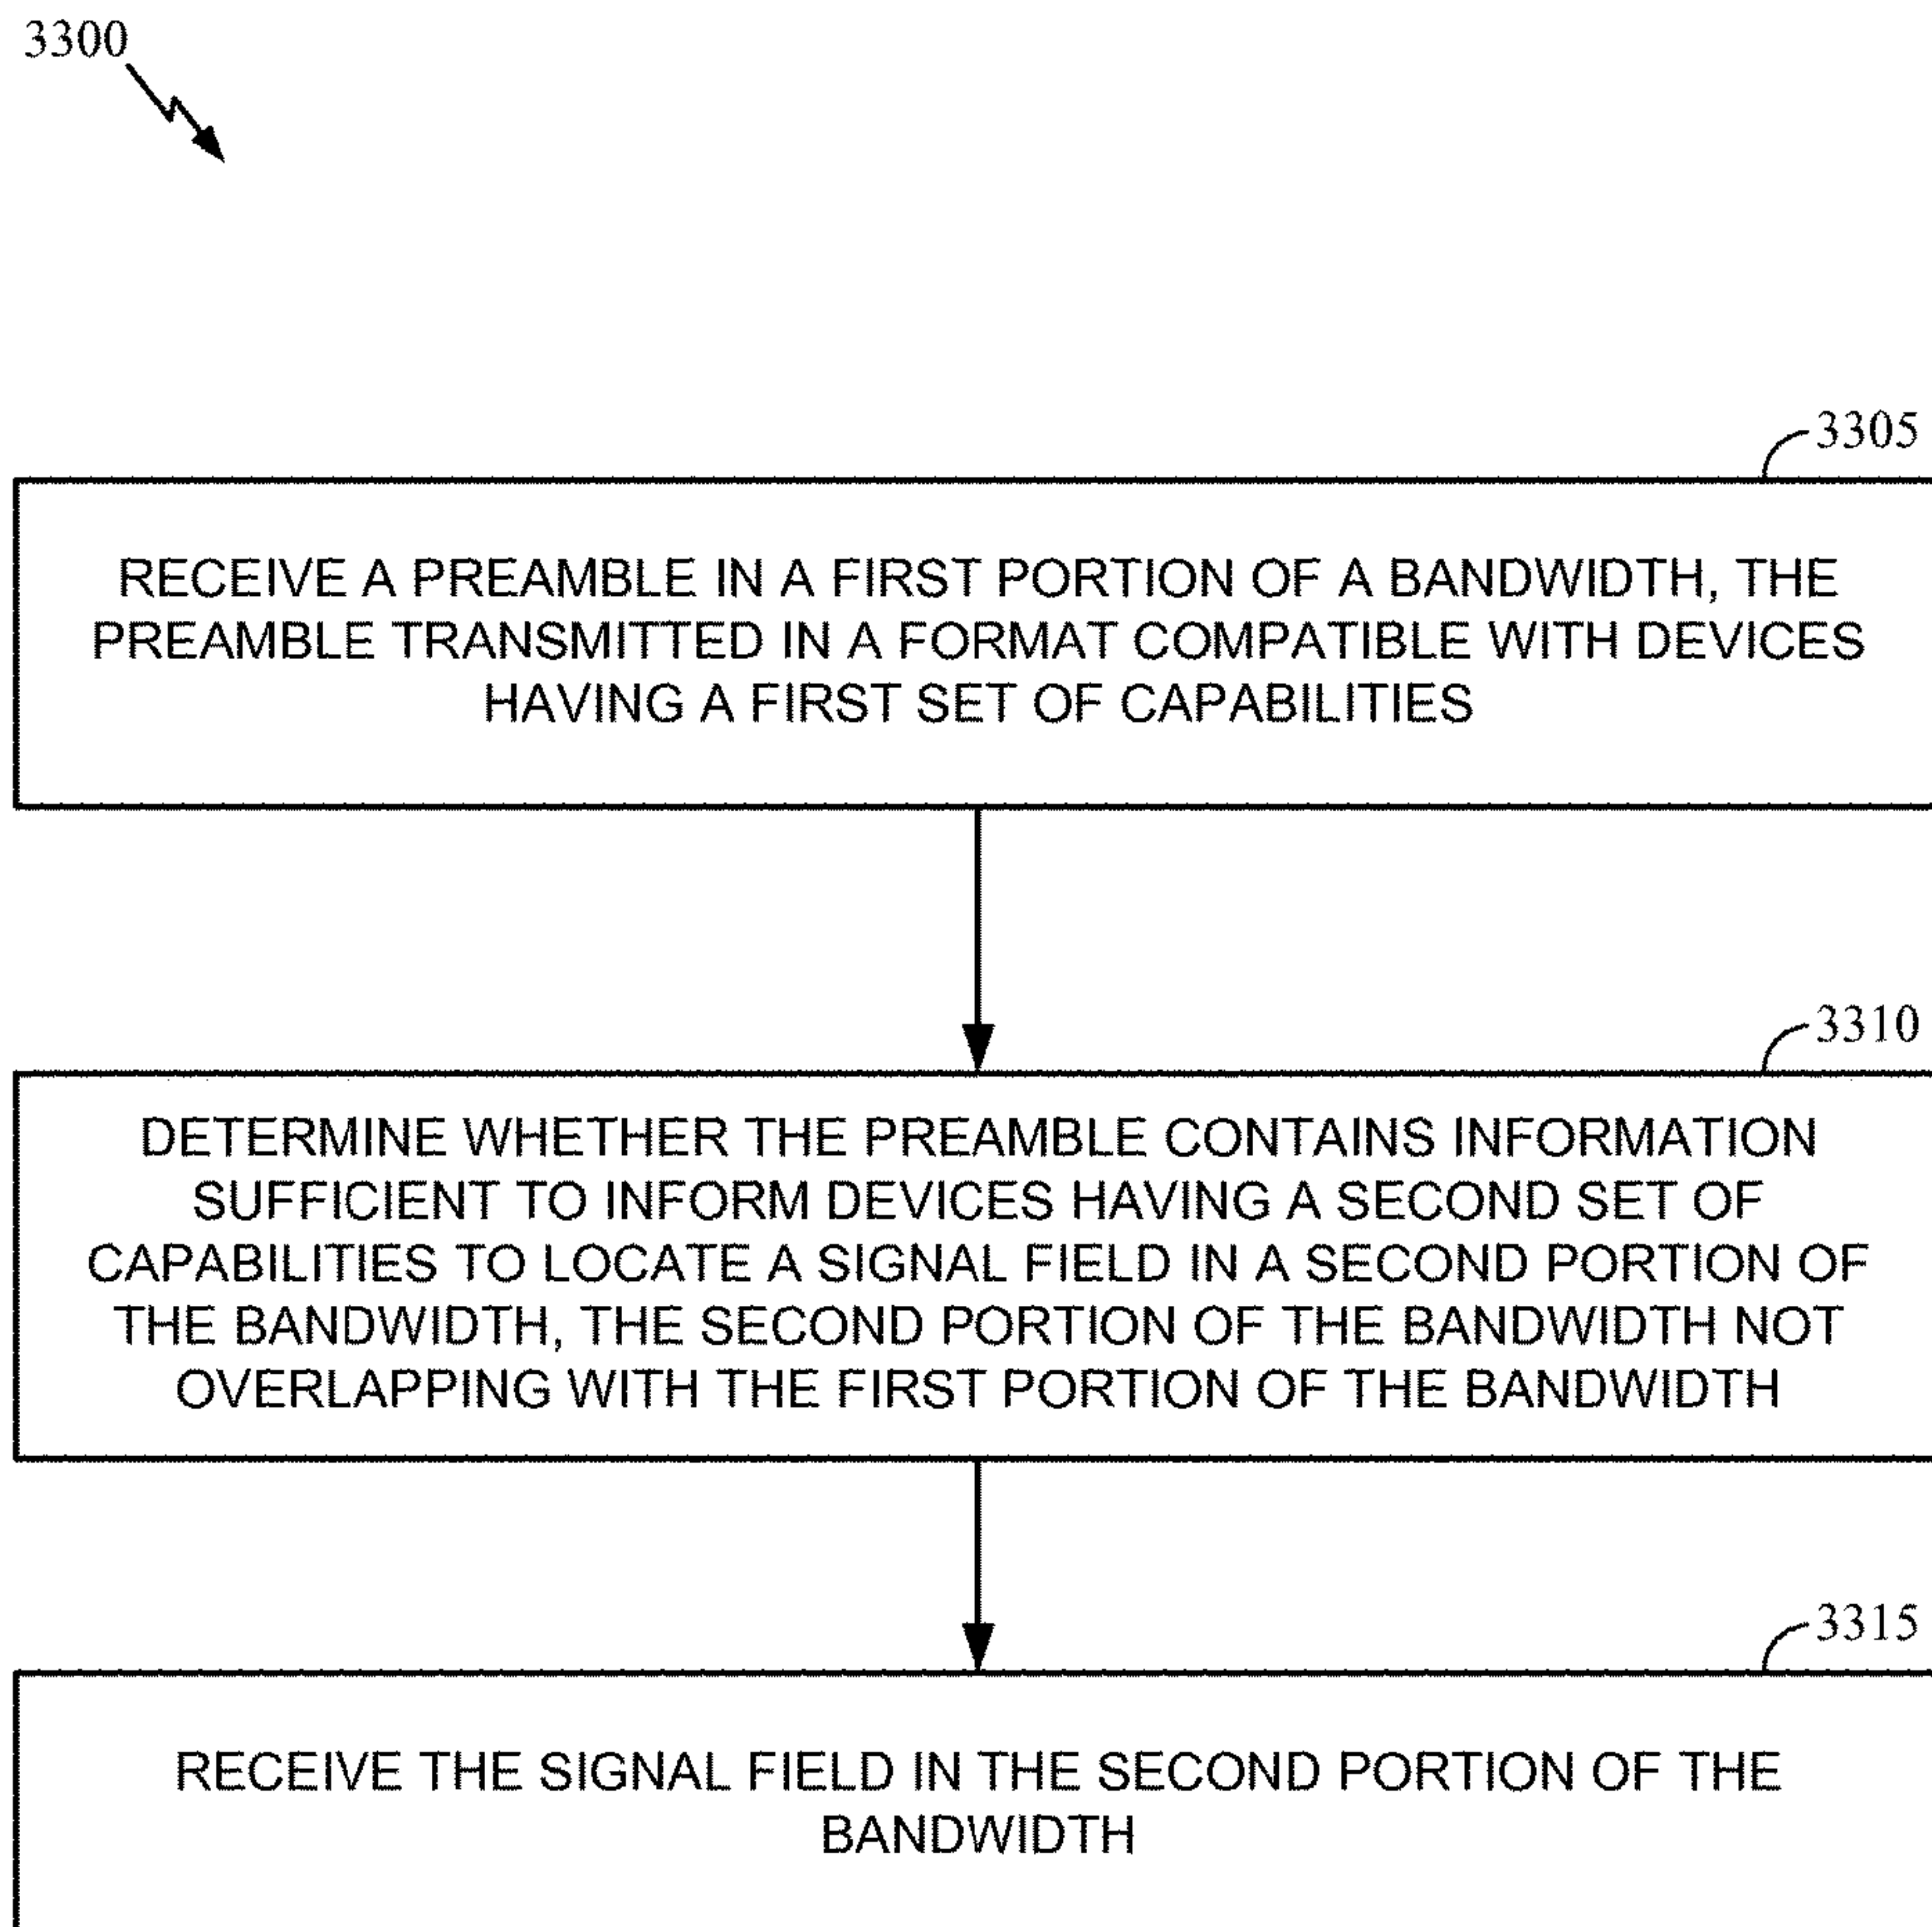 3300
3305
RECEIVE A PREAMBLE IN A FIRST PORTION OF A BANDWIDTH, THE
PREAMBLE TRANSMITTED IN A FORMAT COMPATIBLE WITH DEVICES
HAVING A FIRST SET OF CAPABILITIES
3310
DETERMINE WHETHER THE PREAMBLE CONTAINS INFORMATION
SUFFICIENT TO INFORM DEVICES HAVING A SECOND SET OF
CAPABILITIES TO LOCATE A SIGNAL FIELD IN A SECOND PORTION OF
THE BANDWIDTH, THE SECOND PORTION OF THE BANDWIDTH NOT
OVERLAPPING WITH THE FIRST PORTION OF THE BANDWIDTH
3315
RECEIVE THE SIGNAL FIELD IN THE SECOND PORTION OF THE
BANDWIDTH